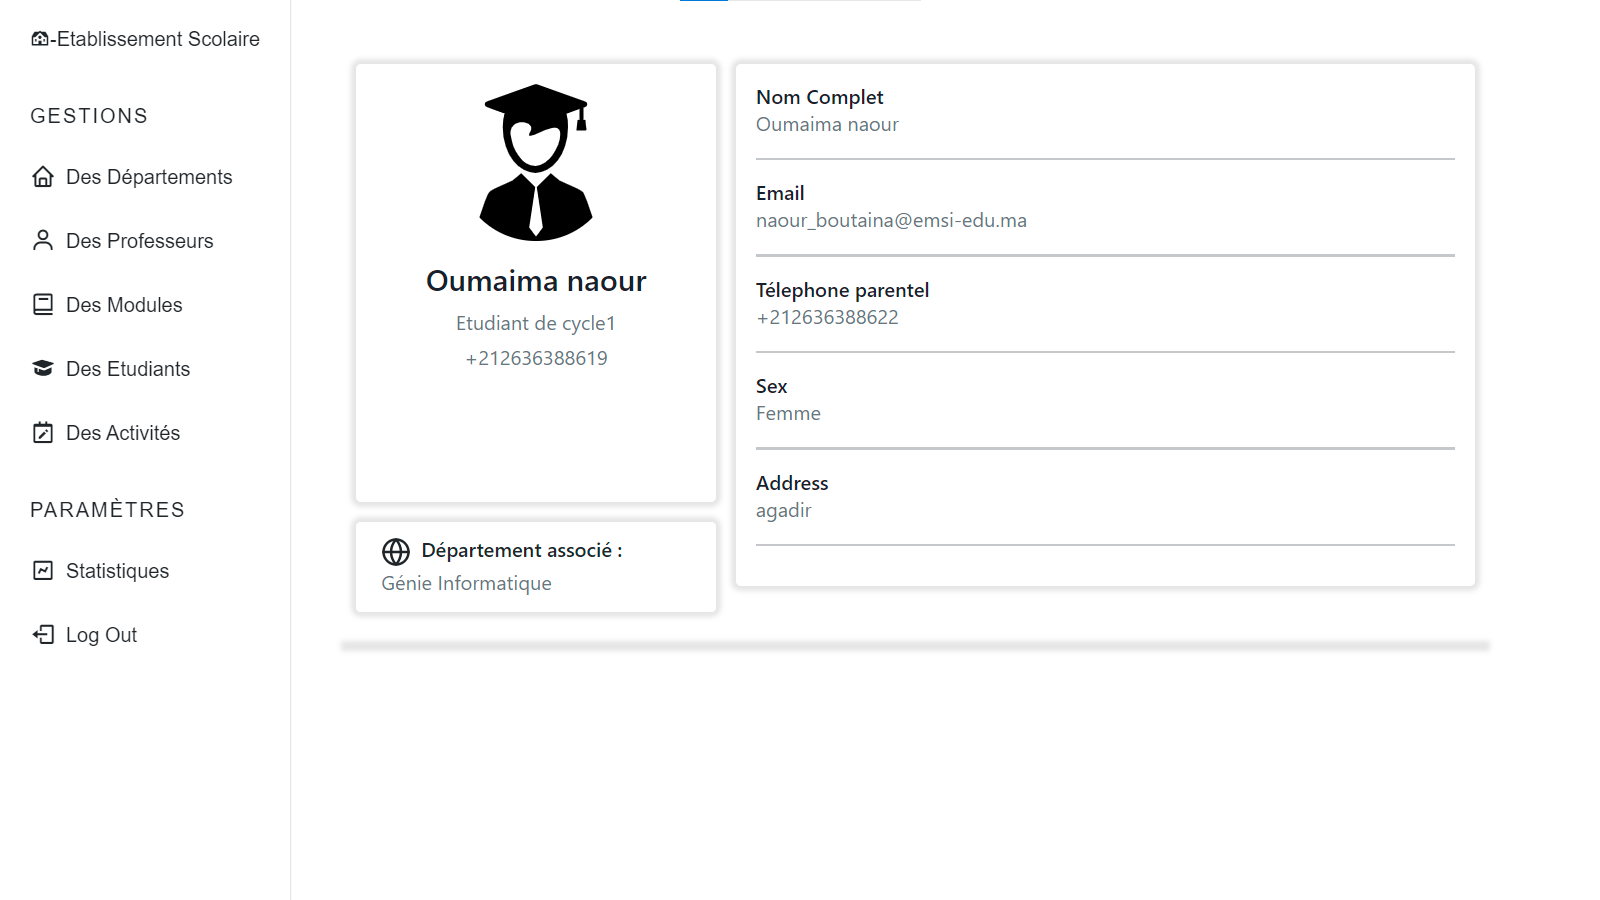 -Etablissement Scolaire
GESTIONS
Des Départements
Des Professeurs
Des Modules
Des Etudiants
Des Activités
PARAMÈTRES
Statistiques
Log Out
Oumaima naour
Etudiant de cycle1
+212636388619
Département associé :
Génie Informatique
Nom Complet
Oumaima naour
Email
naour_boutaina@emsi-edu.ma
Télephone parentel
+212636388622
Sex
Femme
Address
agadir